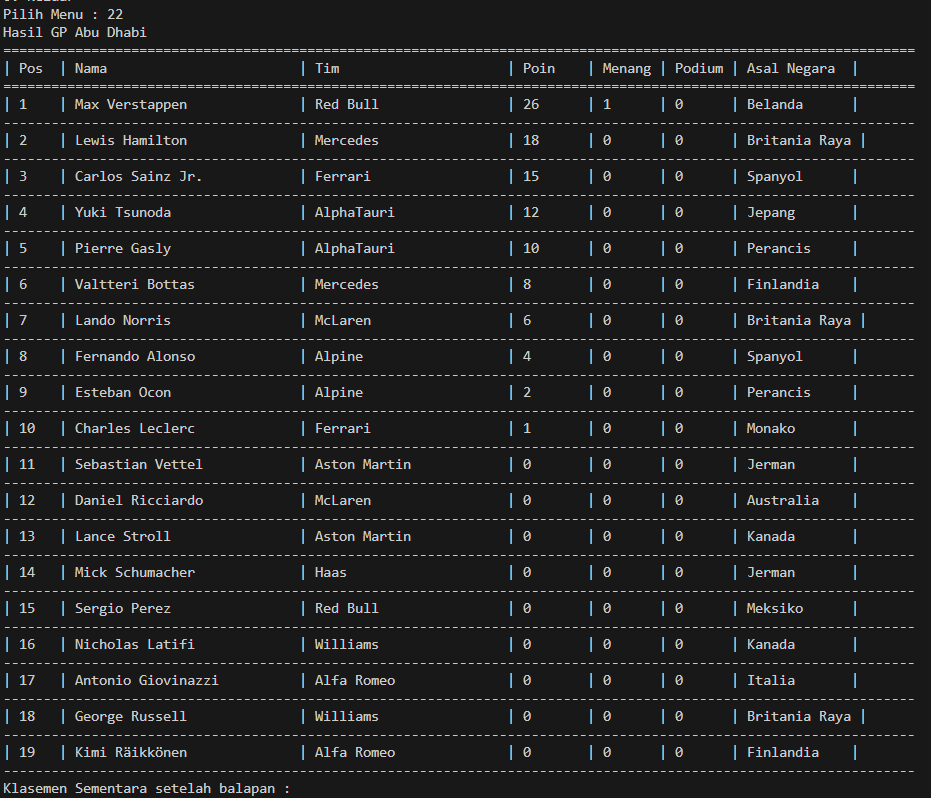 Pilih Menu : 22
Hasil GP Abu Dhabi
==================================================================================================================
| Pos | Nama | Tim | Poin | Menang | Podium | Asal Negara |
==================================================================================================================
| 1 | Max Verstappen | Red Bull | 26 | 1 | 0 | Belanda |
| 2 | Lewis Hamilton | Mercedes | 18 | 0 | 0 | Britania Raya |
| 3 | Carlos Sainz Jr. | Ferrari | 15 | 0 | 0 | Spanyol |
| 4 | Yuki Tsunoda | AlphaTauri | 12 | 0 | 0 | Jepang |
| 5 | Pierre Gasly | AlphaTauri | 10 | 0 | 0 | Perancis |
| 6 | Valtteri Bottas | Mercedes | 8 | 0 | 0 | Finlandia |
| 7 | Lando Norris | McLaren | 6 | 0 | 0 | Britania Raya |
| 8 | Fernando Alonso | Alpine | 4 | 0 | 0 | Spanyol |
| 9 | Esteban Ocon | Alpine | 2 | 0 | 0 | Perancis |
| 10 | Charles Leclerc | Ferrari | 1 | 0 | 0 | Monako |
| 11 | Sebastian Vettel | Aston Martin | 0 | 0 | 0 | Jerman |
| 12 | Daniel Ricciardo | McLaren | 0 | 0 | 0 | Australia |
| 13 | Lance Stroll | Aston Martin | 0 | 0 | 0 | Kanada |
| 14 | Mick Schumacher | Haas | 0 | 0 | 0 | Jerman |
| 15 | Sergio Perez | Red Bull | 0 | 0 | 0 | Meksiko |
| 16 | Nicholas Latifi | Williams | 0 | 0 | 0 | Kanada |
| 17 | Antonio Giovinazzi | Alfa Romeo | 0 | 0 | 0 | Italia |
| 18 | George Russell | Williams | 0 | 0 | 0 | Britania Raya |
| 19 | Kimi Räikkönen | Alfa Romeo | 0 | 0 | 0 | Finlandia |
Klasemen Sementara setelah balapan :